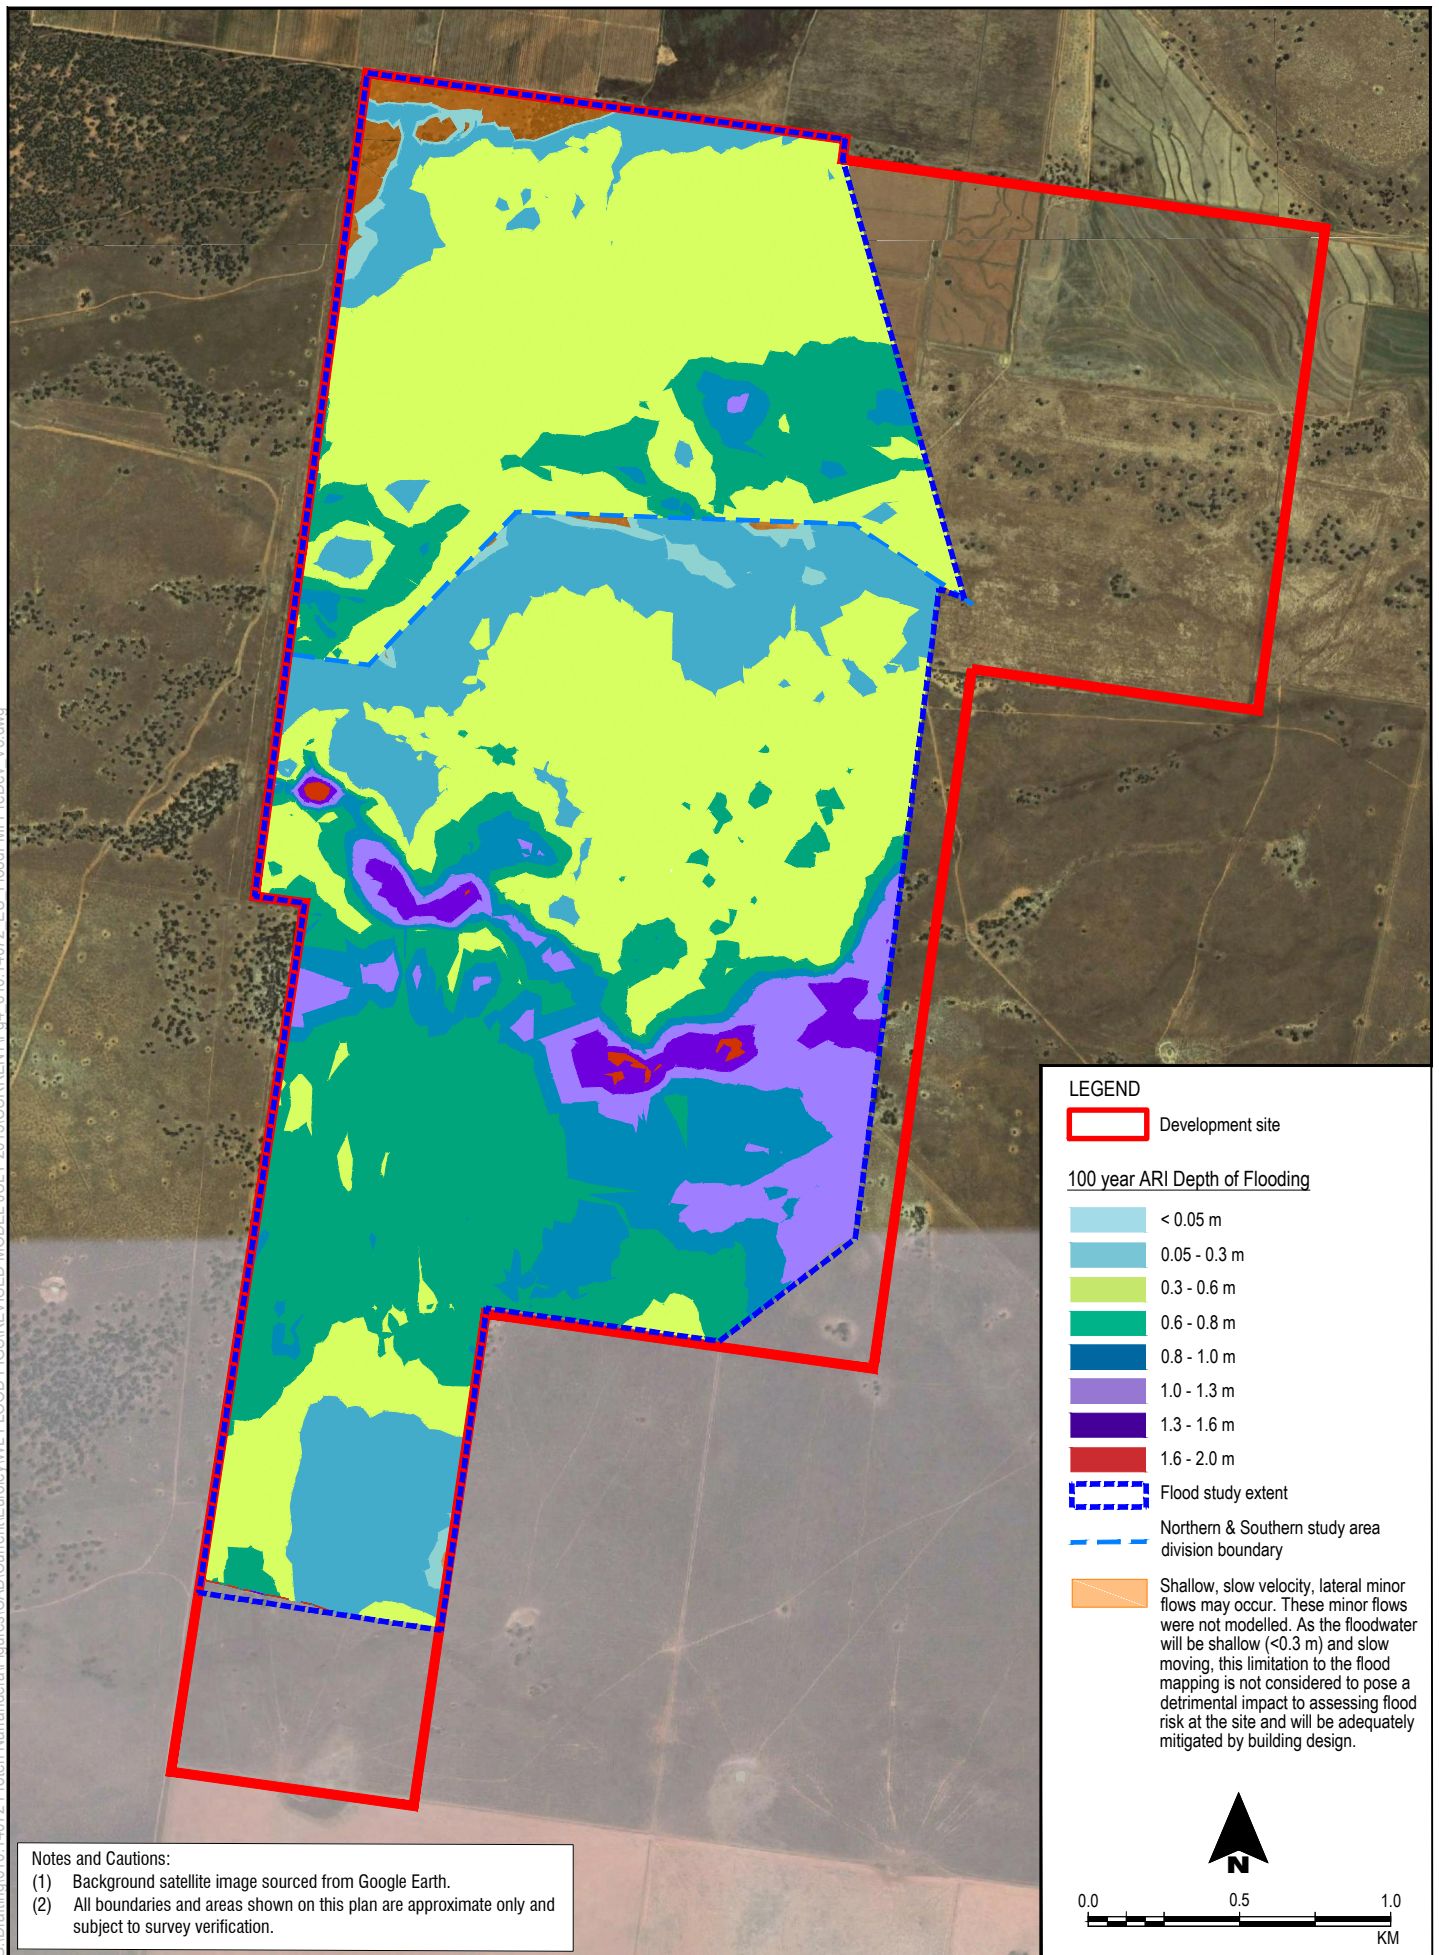 LEGEND
Development site
100 year ARI Depth of Flooding
< 0.05 m
0.05 - 0.3 m
0.3 - 0.6 m
0.6 - 0.8 m
0.8 - 1.0 m
1.0 - 1.3 m
1.3 - 1.6 m
1.6 - 2.0 m
Flood study extent
Northern & Southern study area
division boundary
Shallow, slow velocity, lateral minor
flows may occur. These minor flows
were not modelled. As the floodwater
will be shallow (<0.3 m) and slow
moving, this limitation to the flood
mapping is not considered to pose a
detrimental impact to assessing flood
risk at the site and will be adequately
mitigated by building design.
N
0.0 0.5 1.0
KM
Notes and Cautions:
(1) Background satellite image sourced from Google Earth.
(2) All boundaries and areas shown on this plan are approximate only and
subject to survey verification.